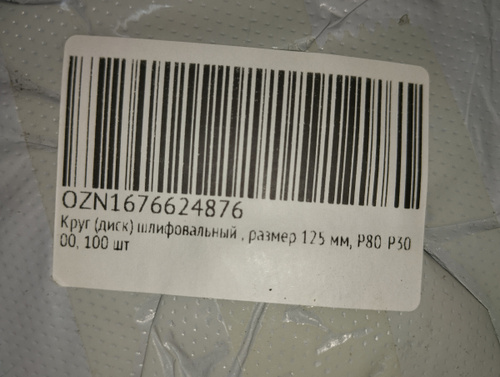 OZN1676624876
Круг (диск) шлифовальный , размер 125 мм, P80 P30
00, 100 шт